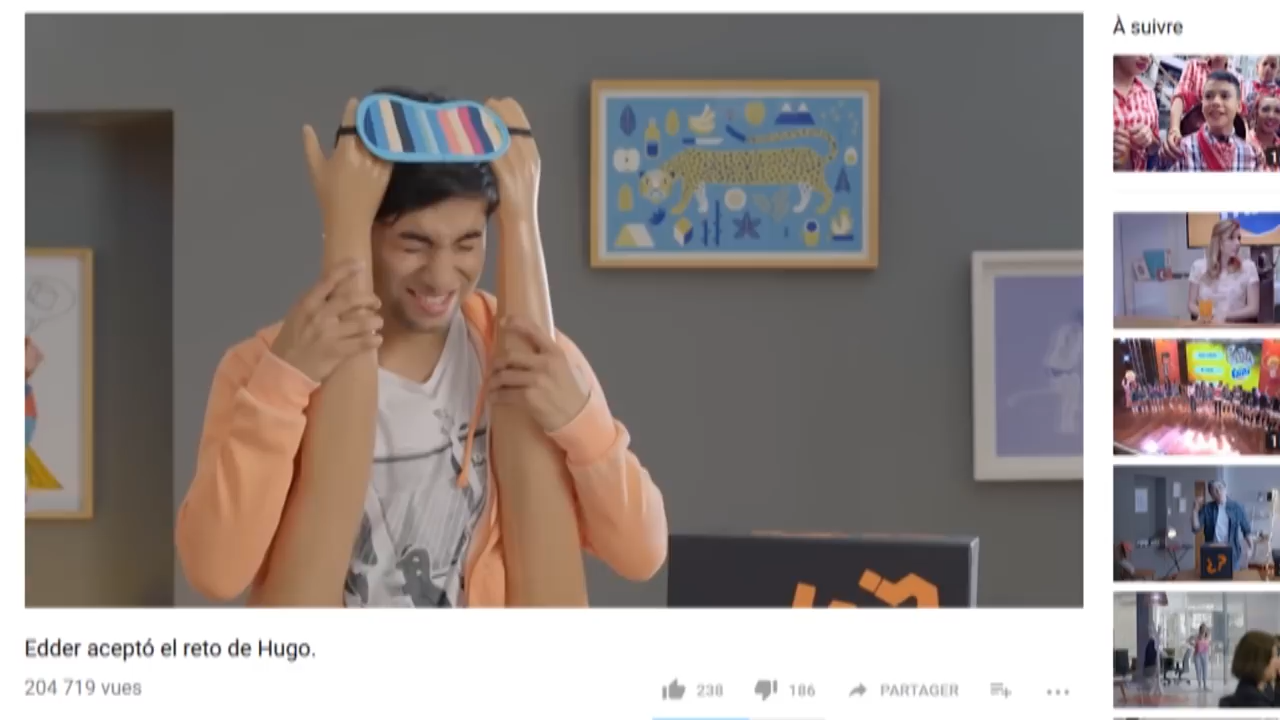 À suivre
Edder aceptó el reto de Hugo.
204 719 vues
238
186
PARTAGER